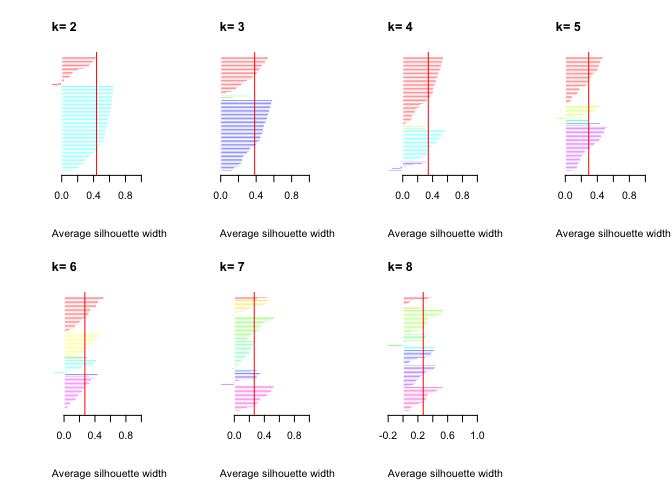 k= 2
k= 3
k= 4
k= 5
0.0 0.4 0.8
0.0 0.4 0.8
0.0 0.4 0.8
0.0 0.4 0.8
Average silhouette width
Average silhouette width
Average silhouette width
Average silhouette width
k= 6
k= 7
k= 8
0.0 0.4 0.8
0.0 0.4 0.8
-0.2 0.2 0.6 1.0
Average silhouette width
Average silhouette width
Average silhouette width